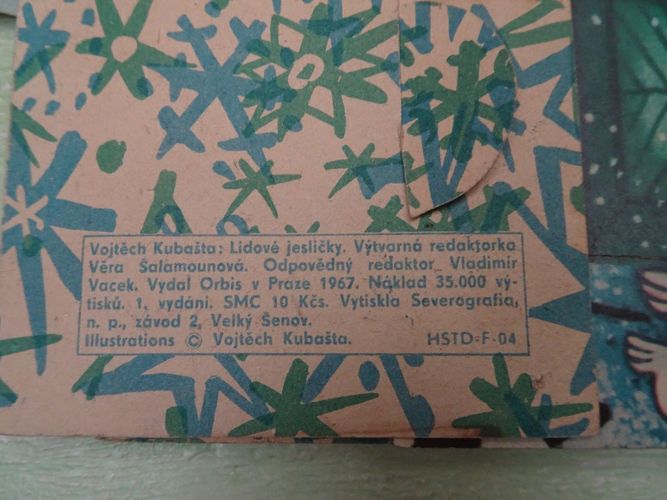 Vojtěch Kubašta: Lidové jesličky. Výtvarná redaktorka
Věra Šalamounová. Odpovědný redaktor Vladimír
Vacek. Vydal Orbis v Praze 1967. Náklad 35.000 vý-
tisků. 1. vydání. SMC 10 Kčs. Vytiskla Severografia,
n. p., závod 2, Velký Šenov.
Illustrations © Vojtěch Kubašta. HSTD-F-04